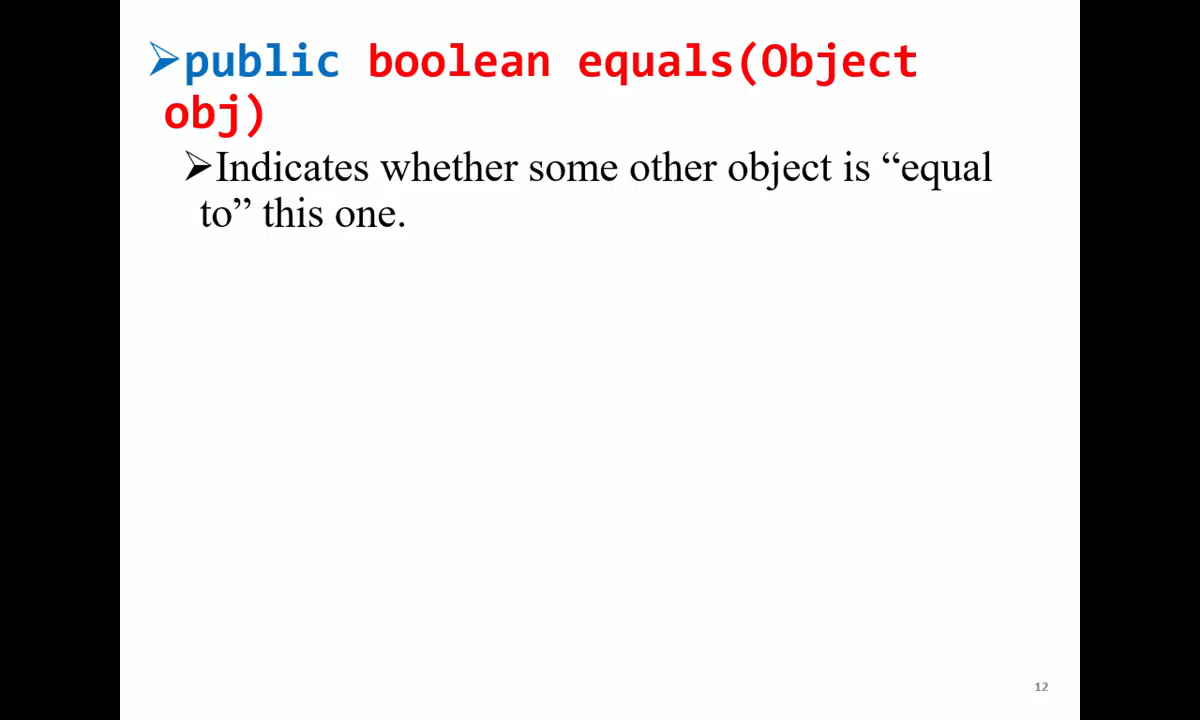 ➢public boolean equals(Object
obj)
➢Indicates whether some other object is “equal
to” this one.
12